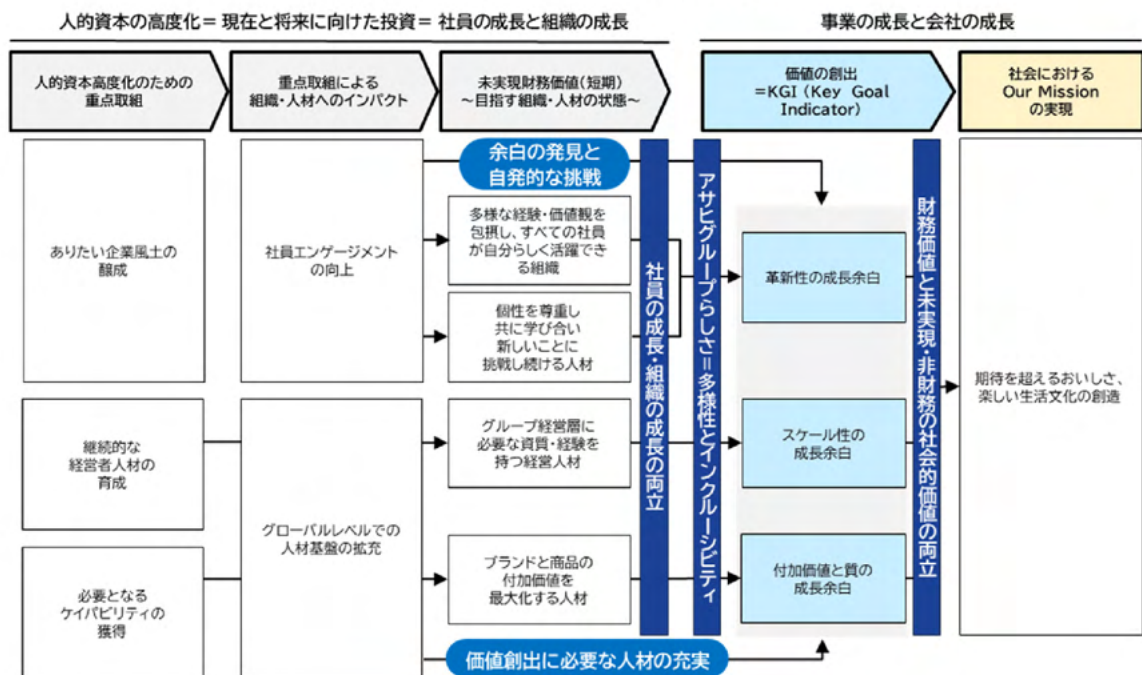 人的資本の高度化= 現在と将来に向けた投資= 社員の成長と組織の成長
事業の成長と会社の成長
人的資本高度化のための
重点取組
重点取組による
組織・人材へのインパクト
未実現財務価値(短期)
~目指す組織・人材の状態~
価値の創出
=KGI(Key Goal
Indicator)
社会における
Our Mission
の実現
ありたい企業風土の
醸成
継続的な
経営者人材の
育成
必要となる
ケイパビリティの
獲得
社員エンゲージメント
の向上
グローバルレベルでの
人材基盤の拡充
余白の発見と
自発的な挑戦
多様な経験・価値観を
包摂し、すべての社員
が自分らしく活躍でき
る組織
個性を尊重し
共に学び合い
新しいことに
挑戦し続ける人材
グループ経営層に
必要な資質・経験を
持つ経営人材
ブランドと商品の
付加価値を
最大化する人材
価値創出に必要な人材の充実
社員の成長・組織の成長の両立
アサヒグループらしさ=多様性とインクルーシビティ
革新性の成長余白
スケール性の
成長余白
付加価値と質の
成長余白
財務価値と未実現・非財務の社会的価値の両立
期待を超えるおいしさ、
楽しい生活文化の創造